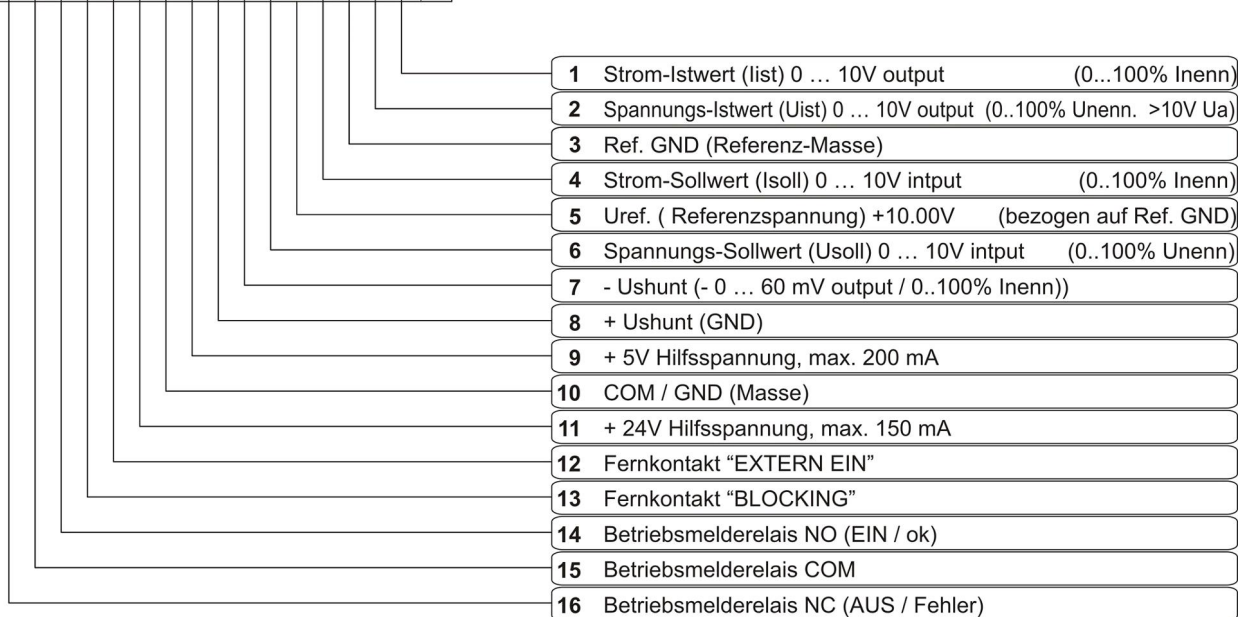 1 Strom-Istwert (Iist) 0 … 10V output (0...100% Inenn)
2 Spannungs-Istwert (Uist) 0 … 10V output (0..100% Unenn. >10V Ua)
3 Ref. GND (Referenz-Masse)
4 Strom-Sollwert (Isoll) 0 … 10V intput (0..100% Inenn)
5 Uref. ( Referenzspannung) +10.00V (bezogen auf Ref. GND)
6 Spannungs-Sollwert (Usoll) 0 … 10V intput (0..100% Unenn)
7 - Ushunt (- 0 … 60 mV output / 0..100% Inenn))
8 + Ushunt (GND)
9 + 5V Hilfsspannung, max. 200 mA
10 COM / GND (Masse)
11 + 24V Hilfsspannung, max. 150 mA
12 Fernkontakt “EXTERN EIN”
13 Fernkontakt “BLOCKING”
14 Betriebsmelderelais NO (EIN / ok)
15 Betriebsmelderelais COM
16 Betriebsmelderelais NC (AUS / Fehler)